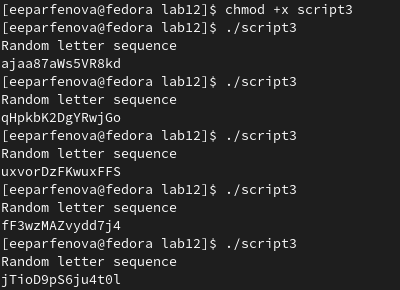 [eeparfenova@fedora lab12]$ chmod +x script3
[eeparfenova@fedora lab12]$ ./script3
Random letter sequence
ajaa87aWs5VR8kd
[eeparfenova@fedora lab12]$ ./script3
Random letter sequence
qHpkbK2DgYRwjGo
[eeparfenova@fedora lab12]$ ./script3
Random letter sequence
uxvorDzFKwuxFFS
[eeparfenova@fedora lab12]$ ./script3
Random letter sequence
fF3wzMAZvydd7j4
[eeparfenova@fedora lab12]$ ./script3
Random letter sequence
jTioD9pS6ju4t0l